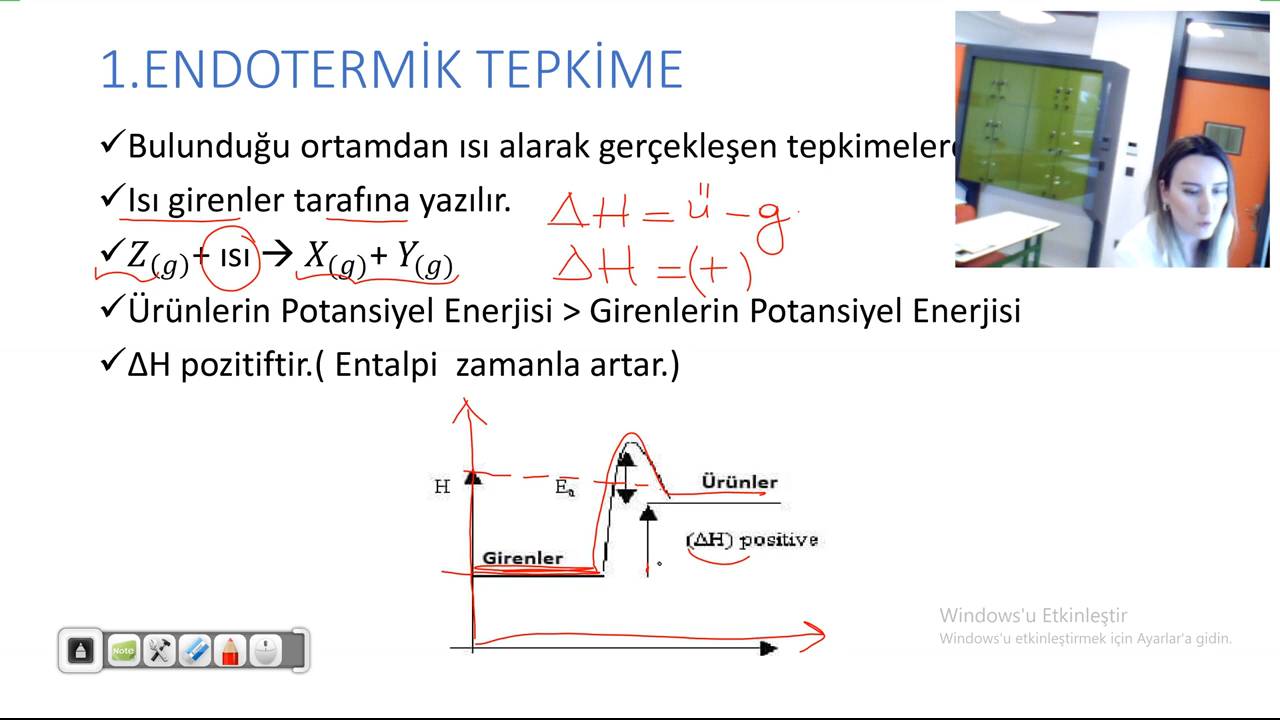 1.ENDOTERMİK TEPKİME
✓Bulunduğu ortamdan ısı alarak gerçekleşen
✓Isı girenler tarafına yazılır.
ΔH = ü - g
✓Z(g)+ ısı → X(g)+ Y(g)
ΔH = (+)
✓Ürünlerin Potansiyel Enerjisi > Girenlerin Potansiyel Enerjisi
✓ΔH pozitiftir.( Entalpi zamanla artar.)
H
Ea
Ürünler
(ΔH) positive
Girenler
Windows'u Etkinleştir
Windows'u etkinleştirmek için Ayarlar'a gidin.
Note